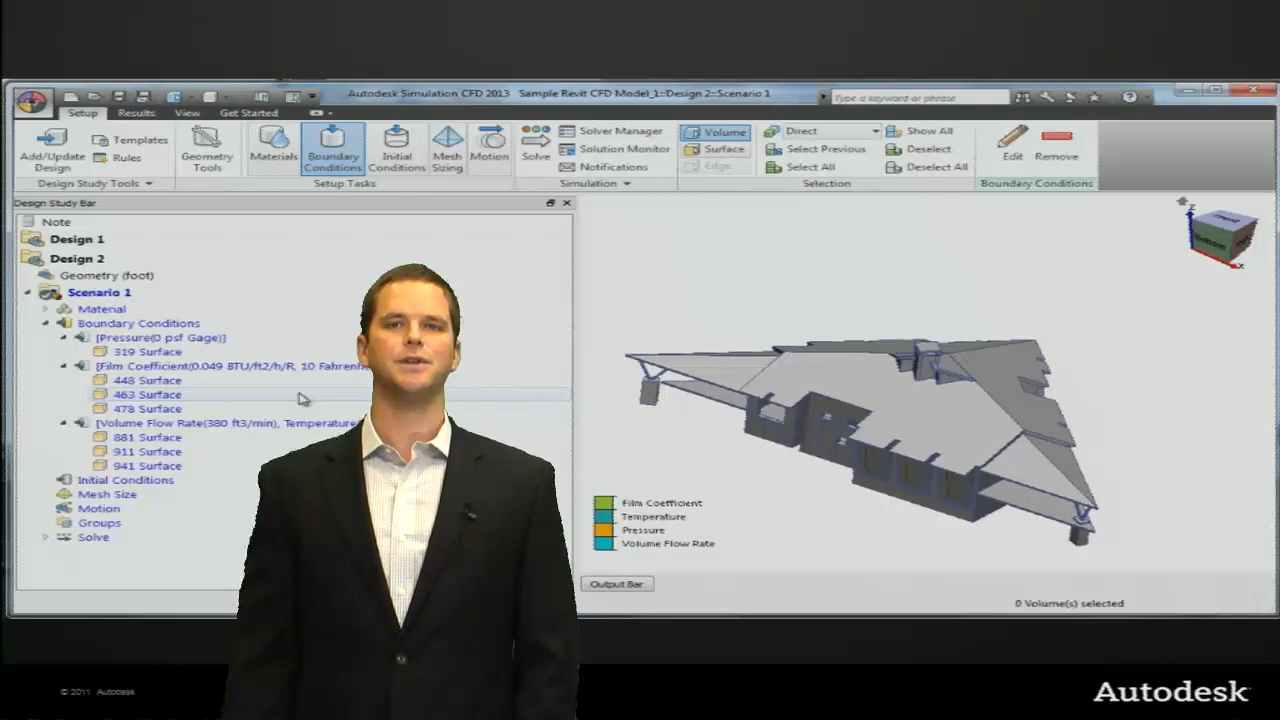 Autodesk Simulation CFD 2013 Sample Revit CFD Model_1::Design 2::Scenario 1
Type a keyword or phrase
Setup Results View Get Started
Add/Update Design
Templates
Rules
Design Study Tools
Geometry Tools
Materials
Boundary Conditions
Initial Conditions
Mesh Sizing
Motion
Setup Tasks
Solve
Solver Manager
Solution Monitor
Notifications
Simulation
Volume
Surface
Edge
Direct
Select Previous
Select All
Show All
Deselect
Deselect All
Selection
Edit
Remove
Boundary Conditions
Design Study Bar
Note
Design 1
Design 2
Geometry (foot)
Scenario 1
Material
Boundary Conditions
[Pressure(0 psf Gage)]
319 Surface
[Film Coefficient(0.049 BTU/ft2/h/R, 10 Fahrenh
448 Surface
463 Surface
478 Surface
[Volume Flow Rate(380 ft3/min), Temperature
881 Surface
911 Surface
941 Surface
Initial Conditions
Mesh Size
Motion
Groups
Solve
Z
X
Film Coefficient
Temperature
Pressure
Volume Flow Rate
Output Bar
0 Volume(s) selected
© 2011 Autodesk
Autodesk